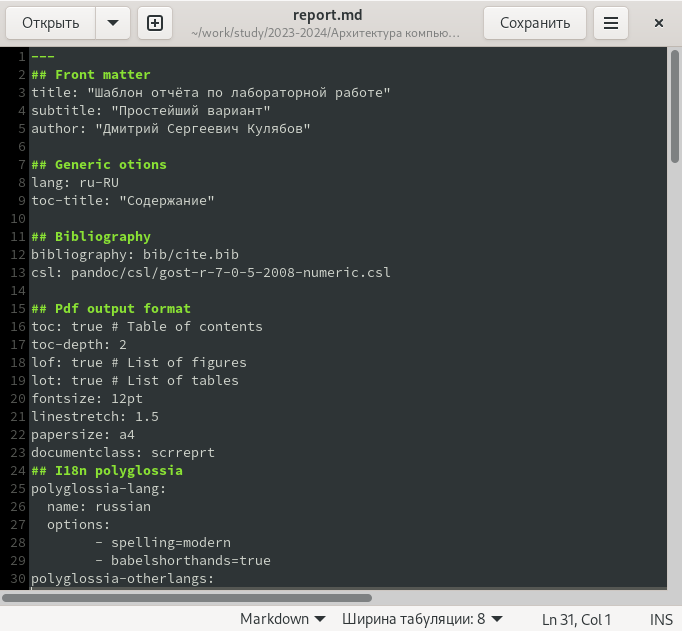 Открыть
report.md
~/work/study/2023-2024/Архитектура компью...
Сохранить
1 ---
2 ## Front matter
3 title: "Шаблон отчёта по лабораторной работе"
4 subtitle: "Простейший вариант"
5 author: "Дмитрий Сергеевич Кулябов"
6
7 ## Generic otions
8 lang: ru-RU
9 toc-title: "Содержание"
10
11 ## Bibliography
12 bibliography: bib/cite.bib
13 csl: pandoc/csl/gost-r-7-0-5-2008-numeric.csl
14
15 ## Pdf output format
16 toc: true # Table of contents
17 toc-depth: 2
18 lof: true # List of figures
19 lot: true # List of tables
20 fontsize: 12pt
21 linestretch: 1.5
22 papersize: a4
23 documentclass: scrreprt
24 ## I18n polyglossia
25 polyglossia-lang:
26   name: russian
27   options:
28         - spelling=modern
29         - babelshorthands=true
30 polyglossia-otherlangs:
Markdown Ширина табуляции: 8 Ln 31, Col 1 INS